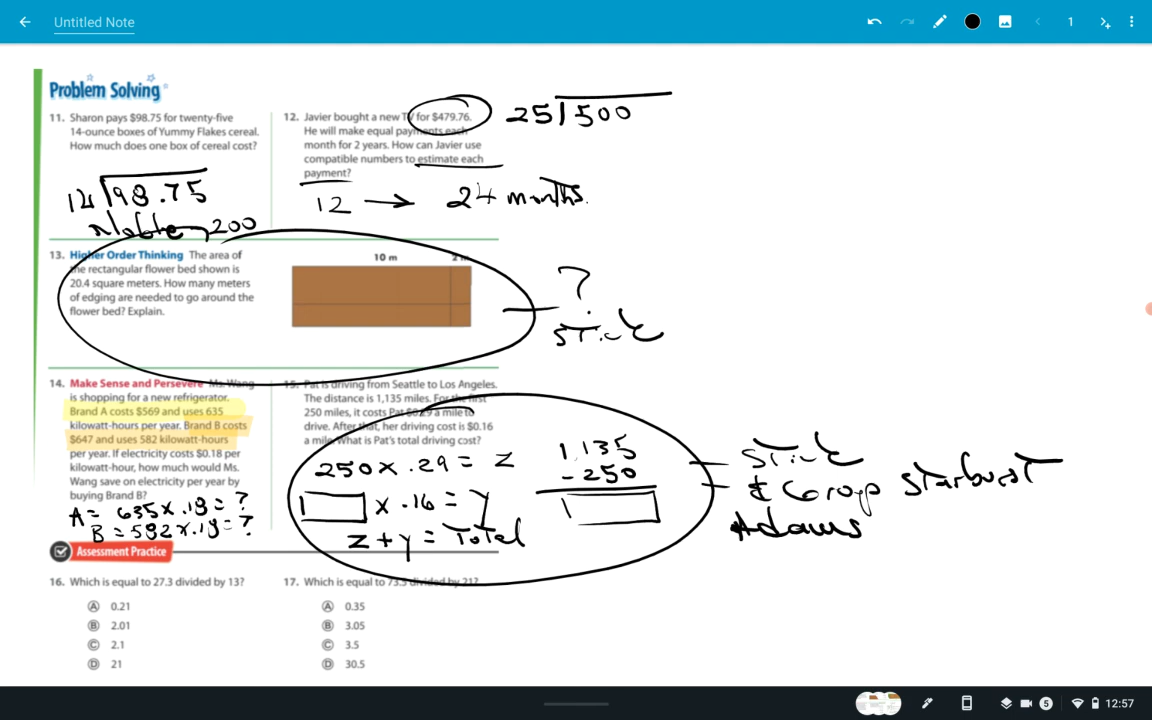 Untitled Note
1
Problem Solving
11. Sharon pays $98.75 for twenty-five
14-ounce boxes of Yummy Flakes cereal.
How much does one box of cereal cost?
14 98.75
200
12. Javier bought a new TV for $479.76.
He will make equal payments each
month for 2 years. How can Javier use
compatible numbers to estimate each
payment?
25 500
12 → 24 months.
13. Higher Order Thinking The area of
the rectangular flower bed shown is
20.4 square meters. How many meters
of edging are needed to go around the
flower bed? Explain.
10 m
?
14. Make Sense and Persevere Ms. Wang
is shopping for a new refrigerator.
Brand A costs $569 and uses 635
kilowatt-hours per year. Brand B costs
$647 and uses 582 kilowatt-hours
per year. If electricity costs $0.18 per
kilowatt-hour, how much would Ms.
Wang save on electricity per year by
buying Brand B?
A = 635 x .18 = ?
B = 582 x .18 = ?
15. Pat is driving from Seattle to Los Angeles.
The distance is 1,135 miles. For the first
250 miles, it costs Pat $0.29 a mile to
drive. After that, her driving cost is $0.16
a mile. What is Pat's total driving cost?
250 x .29 = z
x .16 = y
z + y = Total
1,135
-250
& Group Starburst
Adams
Assessment Practice
16. Which is equal to 27.3 divided by 13?
A 0.21
B 2.01
C 2.1
D 21
17. Which is equal to 73.5 divided by 21?
A 0.35
B 3.05
C 3.5
D 30.5
5 12:57